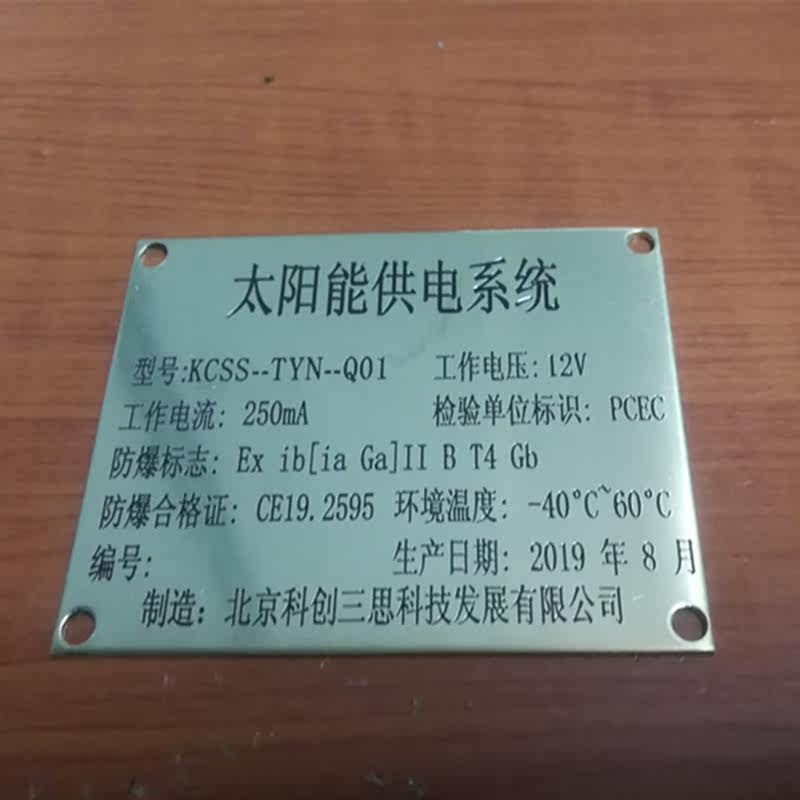 太阳能供电系统
型号:KCSS--TYN--Q01 工作电压:12V
工作电流: 250mA 检验单位标识: PCEC
防爆标志: Ex ib[ia Ga]II B T4 Gb
防爆合格证: CE19.2595 环境温度: -40°C~60°C
编号: 生产日期: 2019 年 8 月
制造: 北京科创三思科技发展有限公司